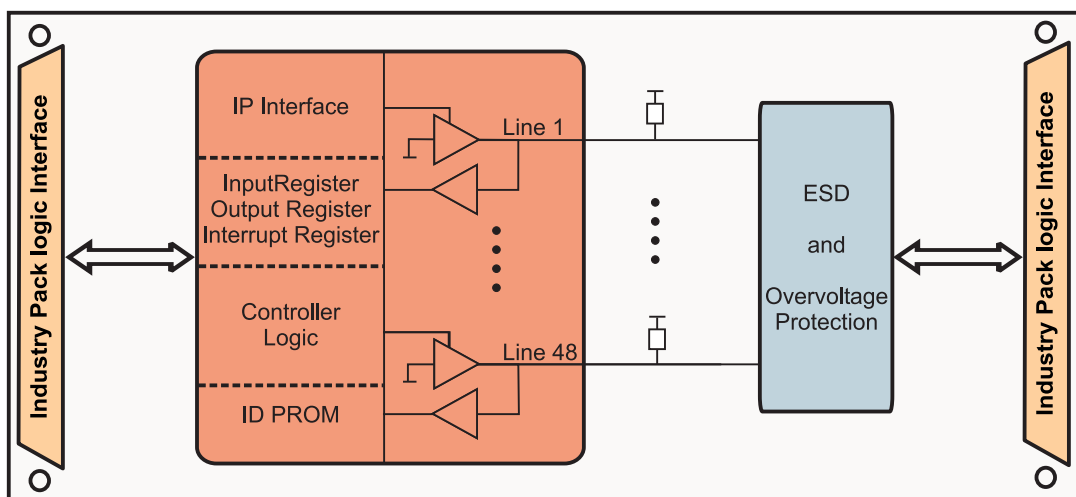 Industry Pack logic Interface
IP Interface
InputRegister
Output Register
Interrupt Register
Controller
Logic
ID PROM
Line 1
Line 48
ESD
and
Overvoltage
Protection
Industry Pack logic Interface